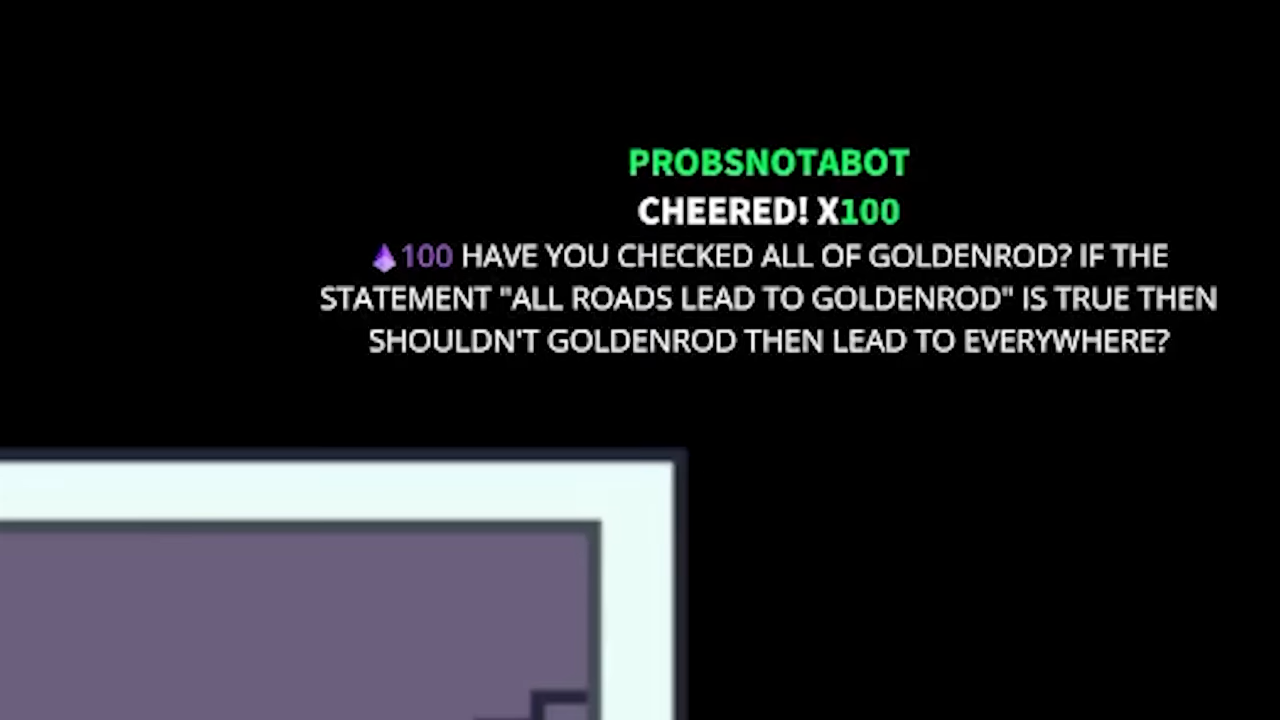 PROBSNOTABOT
CHEERED! X100
100 HAVE YOU CHECKED ALL OF GOLDENROD? IF THE
STATEMENT "ALL ROADS LEAD TO GOLDENROD" IS TRUE THEN
SHOULDN'T GOLDENROD THEN LEAD TO EVERYWHERE?